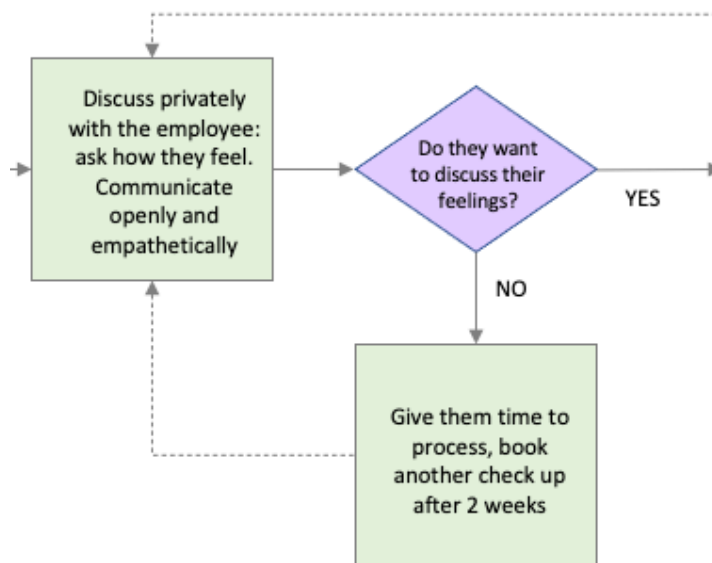 Discuss privately
with the employee:
ask how they feel.
Communicate
openly and
empathetically
Do they want
to discuss their
feelings?
YES
NO
Give them time to
process, book
another check up
after 2 weeks